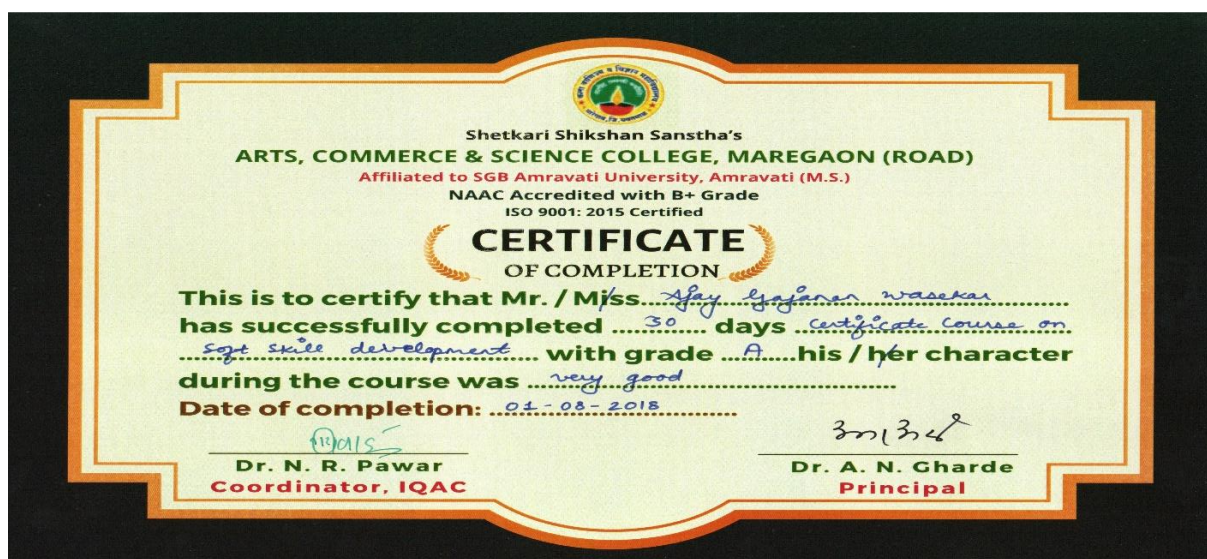 Shetkari Shikshan Sanstha's
ARTS, COMMERCE & SCIENCE COLLEGE, MAREGAON (ROAD)
Affiliated to SGB Amravati University, Amravati (M.S.)
NAAC Accredited with B+ Grade
ISO 9001: 2015 Certified
CERTIFICATE
OF COMPLETION
This is to certify that Mr. / Miss Ajay Gajanan Wasekar
has successfully completed 30 days certificate course on
soft skill development with grade A his / her character
during the course was very good
Date of completion: 01-08-2018
Dr. N. R. Pawar
Dr. A. N. Gharde
Coordinator, IQAC
Principal